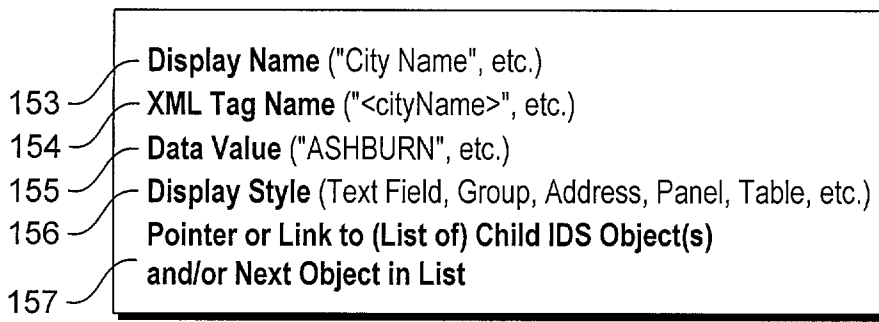 Display Name ("City Name", etc.)
153 XML Tag Name ("<cityName>", etc.)
154 Data Value ("ASHBURN", etc.)
155 Display Style (Text Field, Group, Address, Panel, Table, etc.)
156 Pointer or Link to (List of) Child IDS Object(s)
and/or Next Object in List
157